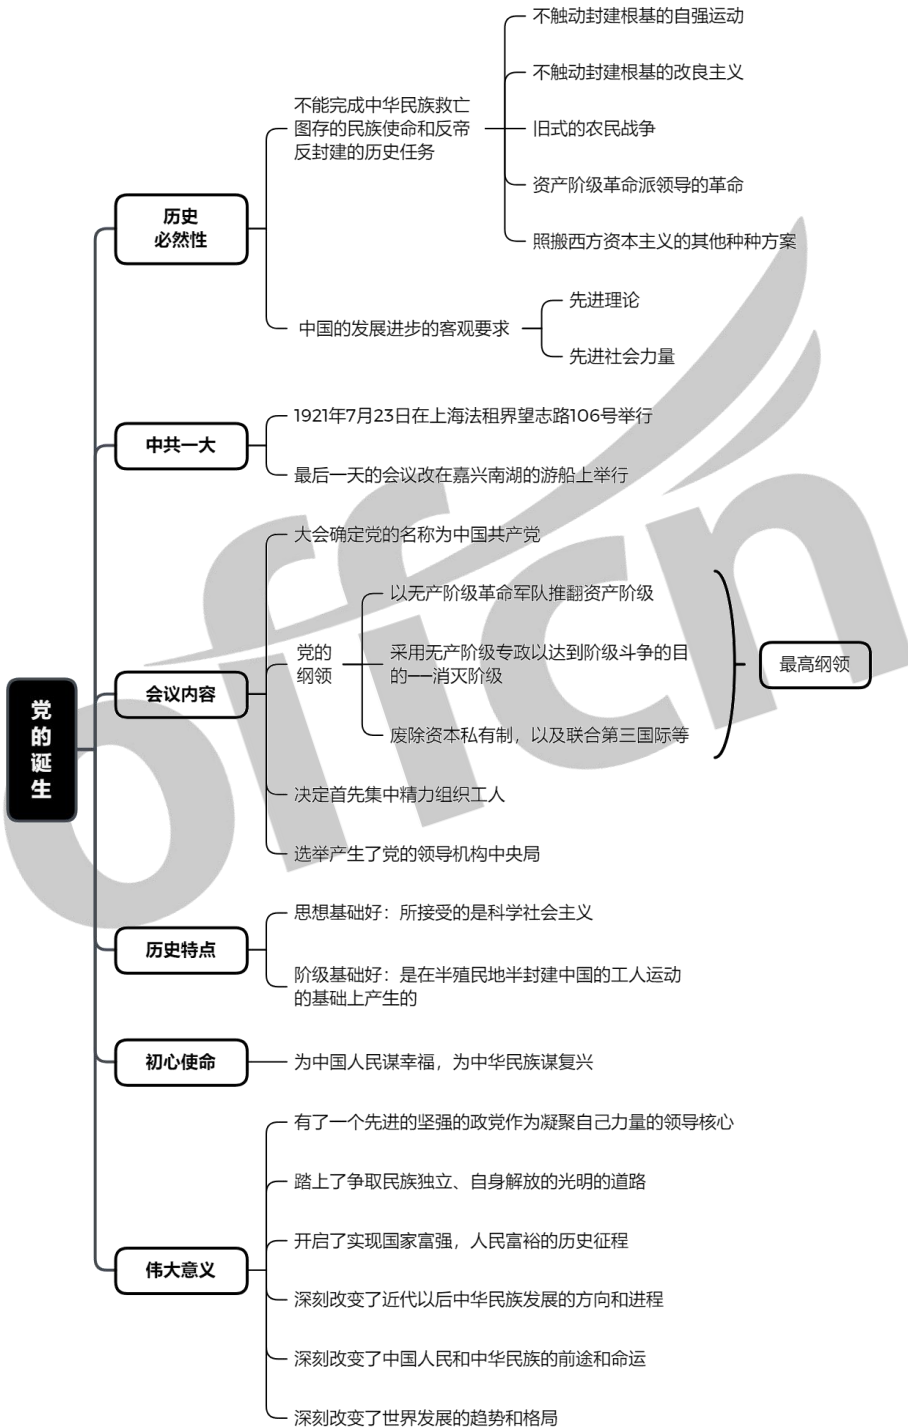 党
的
诞
生
历史
必然性
不能完成中华民族救亡
图存的民族使命和反帝
反封建的历史任务
不触动封建根基的自强运动
不触动封建根基的改良主义
旧式的农民战争
资产阶级革命派领导的革命
照搬西方资本主义的其他种种方案
中国的发展进步的客观要求
先进理论
先进社会力量
中共一大
1921年7月23日在上海法租界望志路106号举行
最后一天的会议改在嘉兴南湖的游船上举行
会议内容
大会确定党的名称为中国共产党
党的
纲领
以无产阶级革命军队推翻资产阶级
采用无产阶级专政以达到阶级斗争的目
的——消灭阶级
废除资本私有制，以及联合第三国际等
最高纲领
决定首先集中精力组织工人
选举产生了党的领导机构中央局
历史特点
思想基础好：所接受的是科学社会主义
阶级基础好：是在半殖民地半封建中国的工人运动
的基础上产生的
初心使命
为中国人民谋幸福，为中华民族谋复兴
伟大意义
有了一个先进的坚强的政党作为凝聚自己力量的领导核心
踏上了争取民族独立、自身解放的光明的道路
开启了实现国家富强，人民富裕的历史征程
深刻改变了近代以后中华民族发展的方向和进程
深刻改变了中国人民和中华民族的前途和命运
深刻改变了世界发展的趋势和格局
offcn